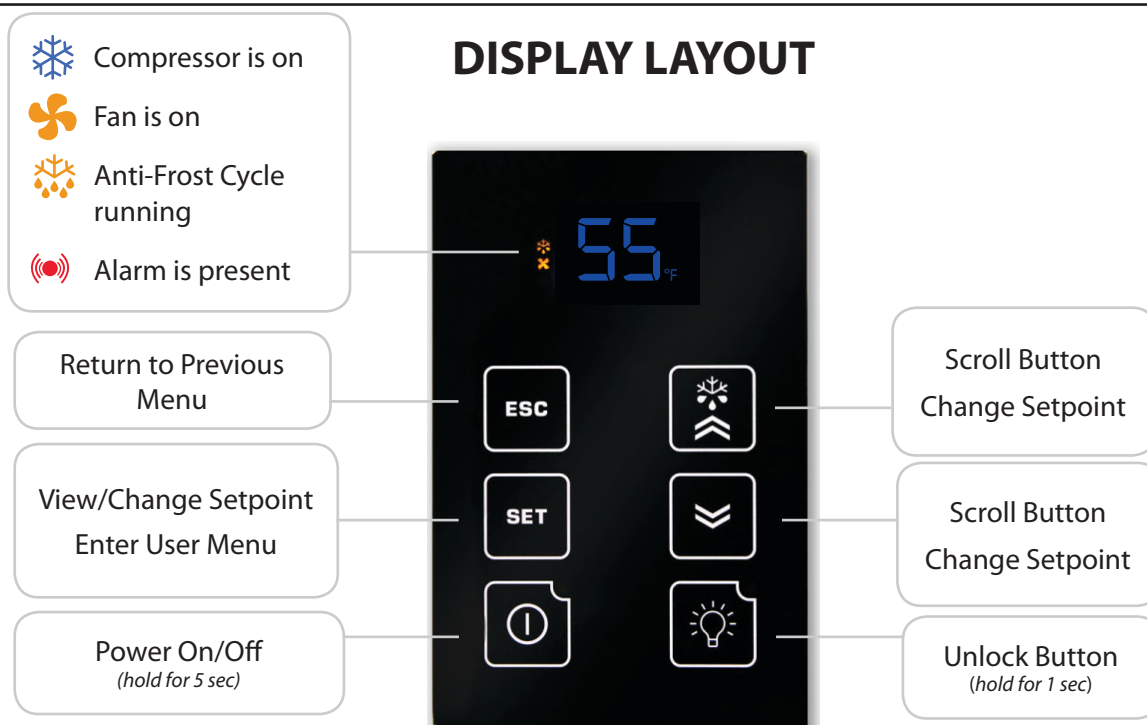 DISPLAY LAYOUT
Compressor is on
Fan is on
Anti-Frost Cycle
running
Alarm is present
55 °F
Return to Previous
Menu
ESC
Scroll Button
Change Setpoint
View/Change Setpoint
Enter User Menu
SET
Scroll Button
Change Setpoint
Power On/Off
(hold for 5 sec)
Unlock Button
(hold for 1 sec)